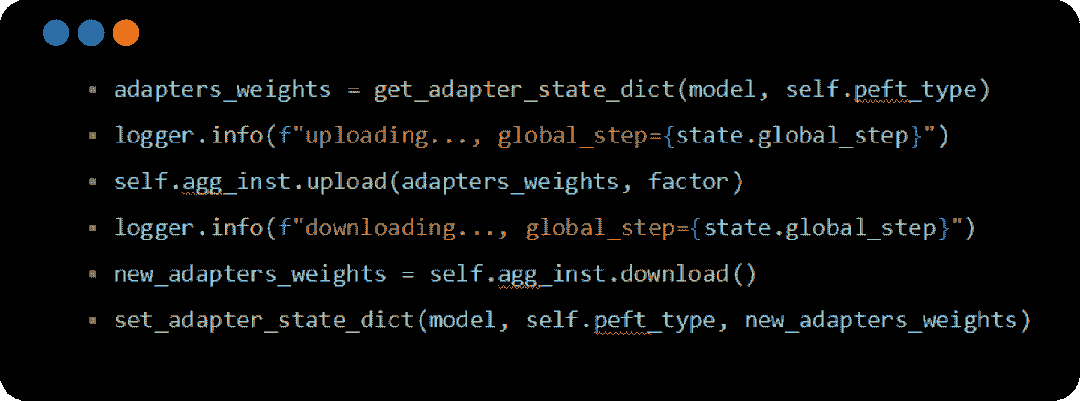 adapters_weights = get_adapter_state_dict(model, self.peft_type)
logger.info(f"uploading..., global_step={state.global_step}")
self.agg_inst.upload(adapters_weights, factor)
logger.info(f"downloading..., global_step={state.global_step}")
new_adapters_weights = self.agg_inst.download()
set_adapter_state_dict(model, self.peft_type, new_adapters_weights)